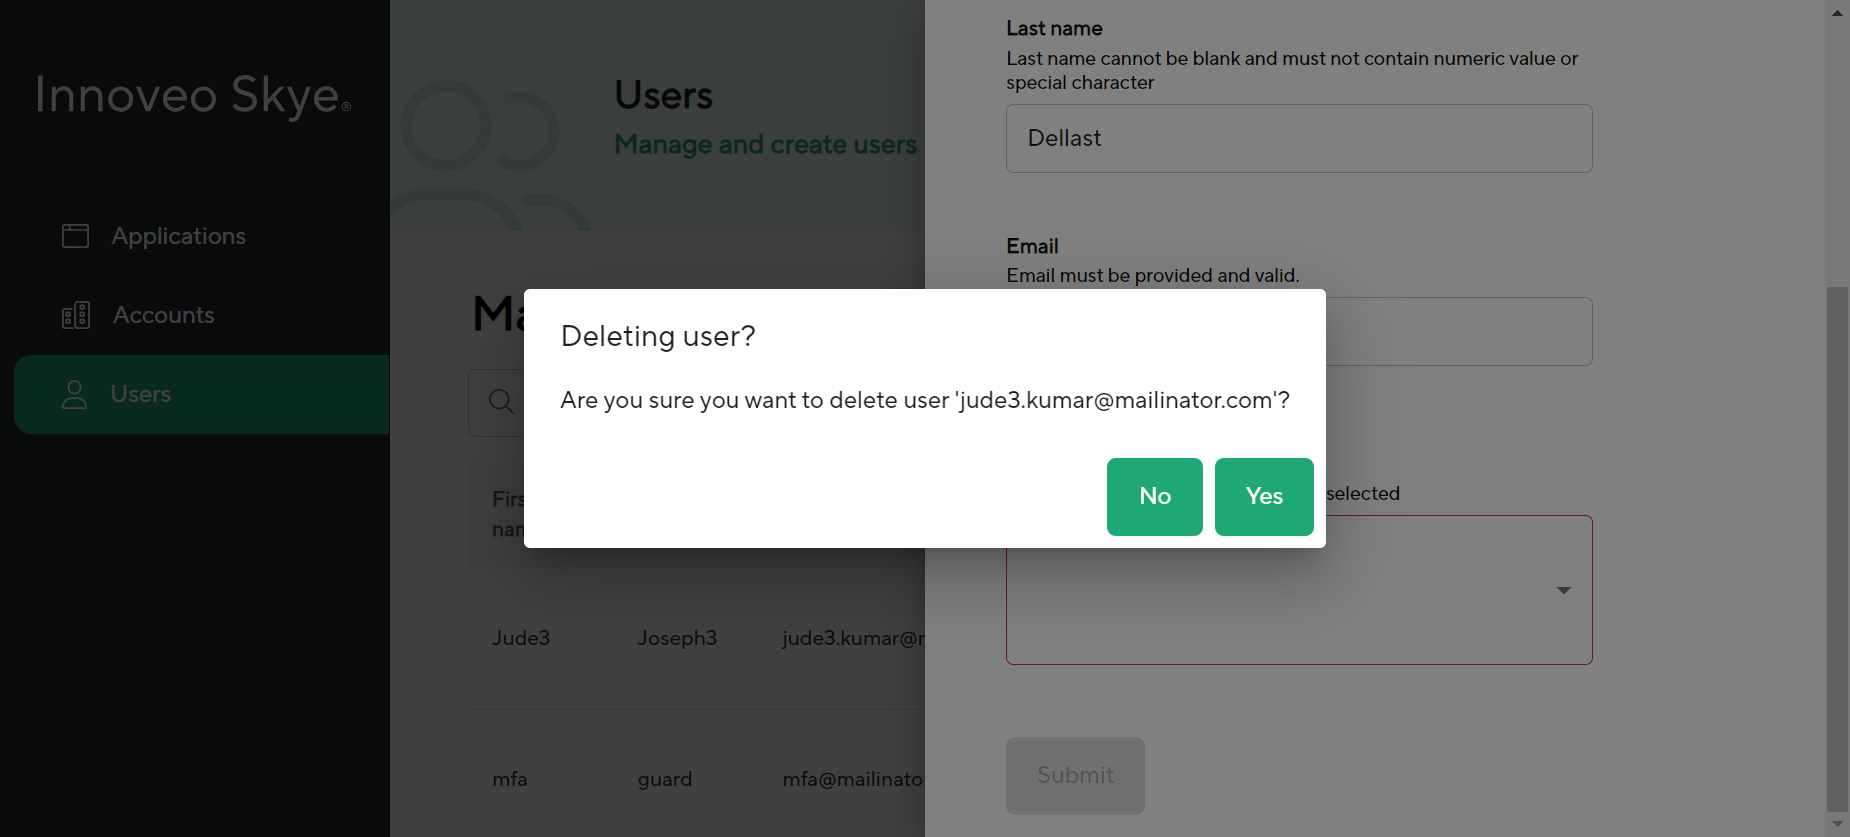 Innoveo Skye®
Applications
Accounts
Users
Users
Manage and create users
Last name
Last name cannot be blank and must not contain numeric value or
special character
Dellast
Email
Email must be provided and valid.
Deleting user?
Are you sure you want to delete user 'jude3.kumar@mailinator.com'?
No
Yes
selected
Jude3 Joseph3 jude3.kumar@
mfa guard mfa@mailinato
Submit